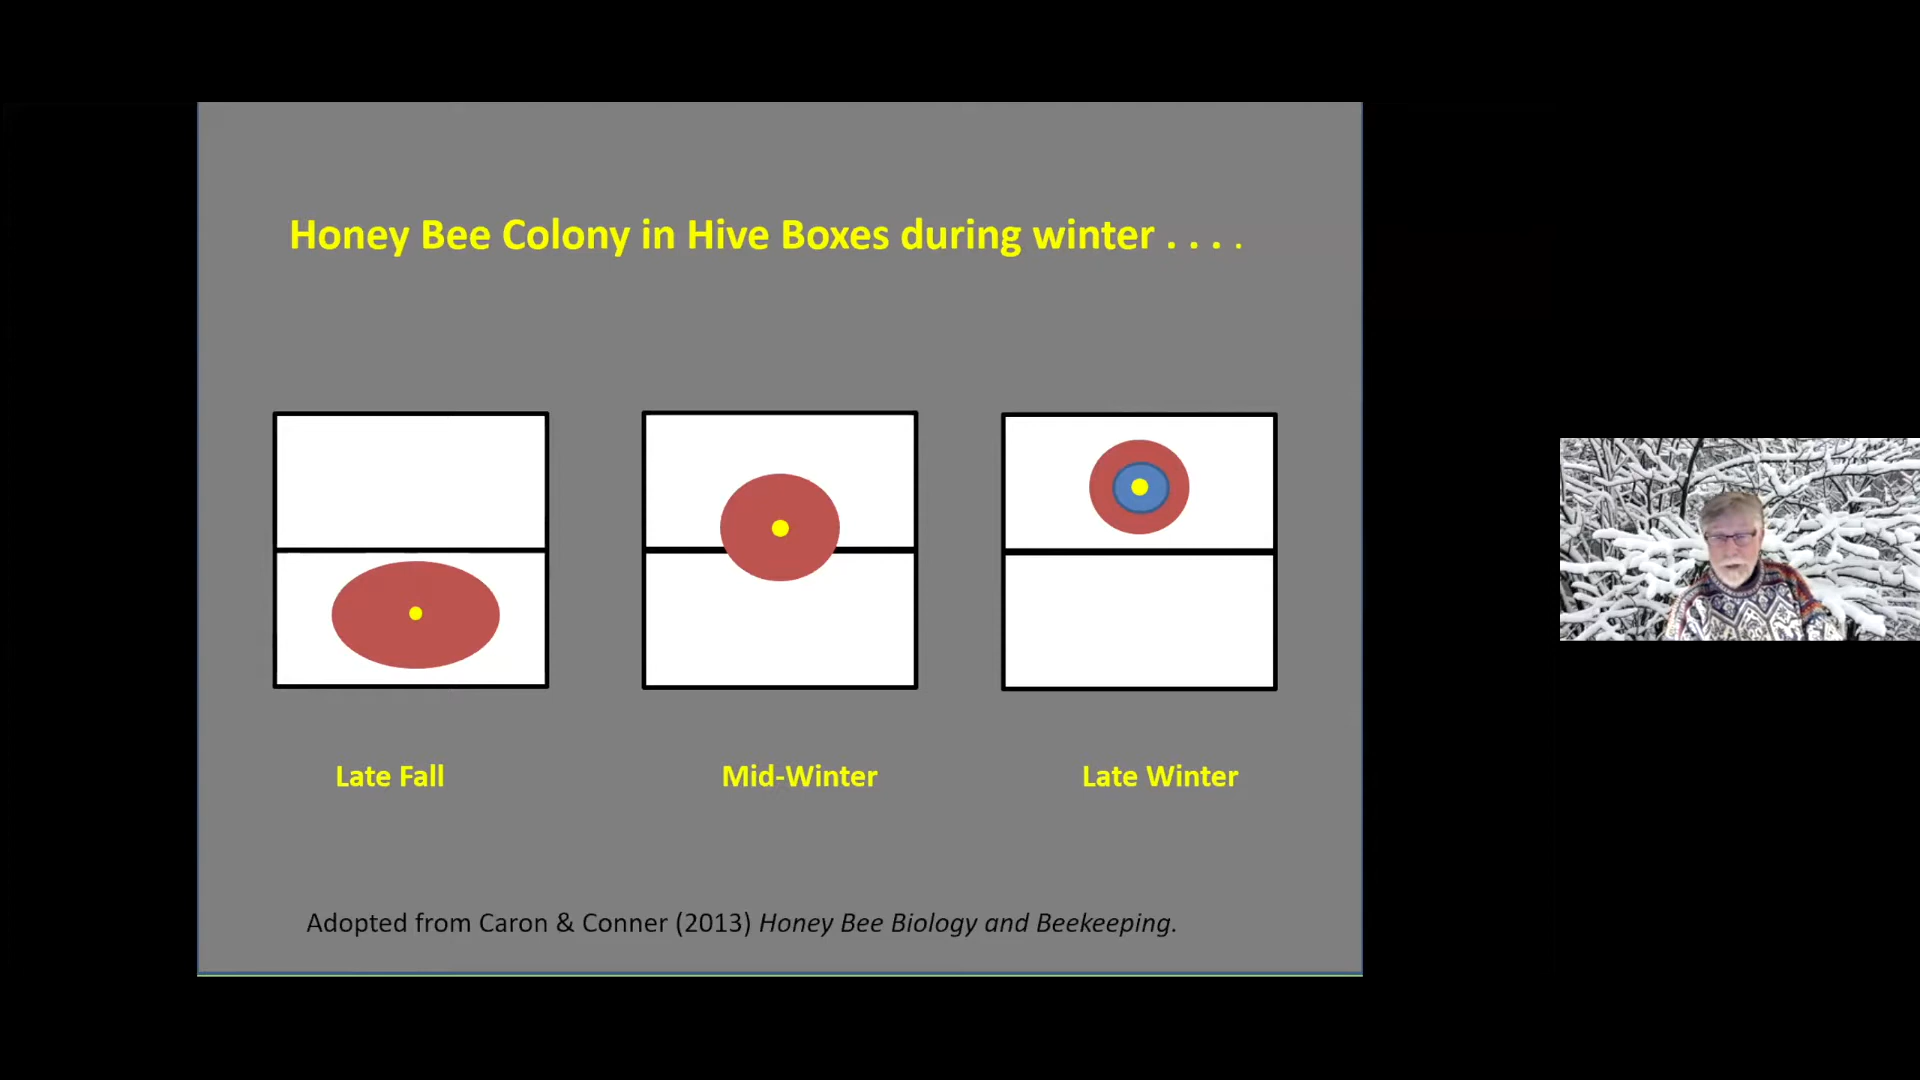 Honey Bee Colony in Hive Boxes during winter . . . .
Late Fall
Mid-Winter
Late Winter
Adopted from Caron & Conner (2013) Honey Bee Biology and Beekeeping.